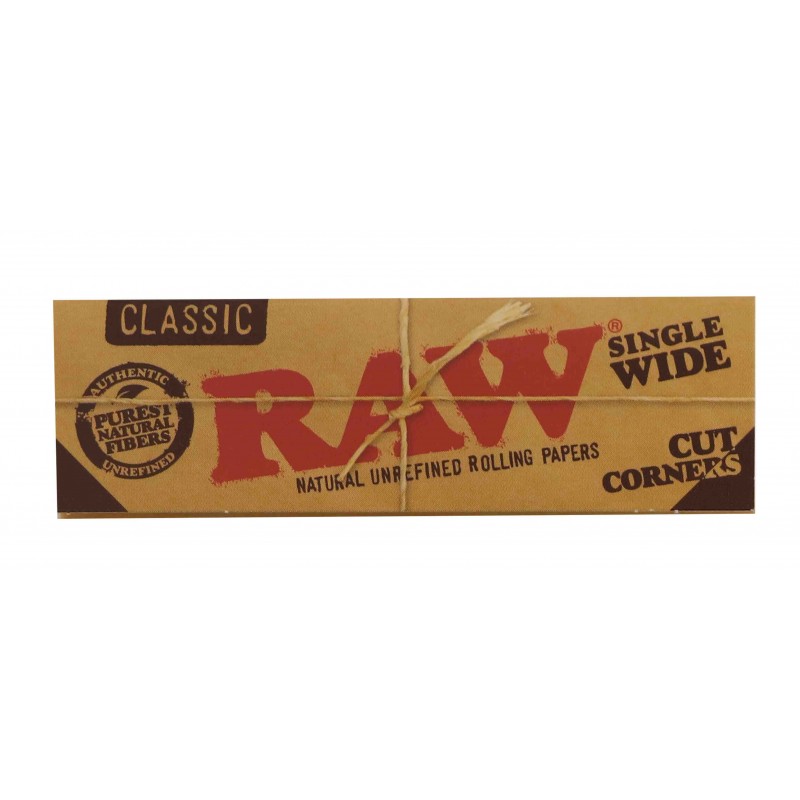 CLASSIC
AUTHENTIC
PUREST
NATURAL
FIBERS
UNREFINED
RAW®
NATURAL UNREFINED ROLLING PAPERS
SINGLE
WIDE
CUT
CORNERS